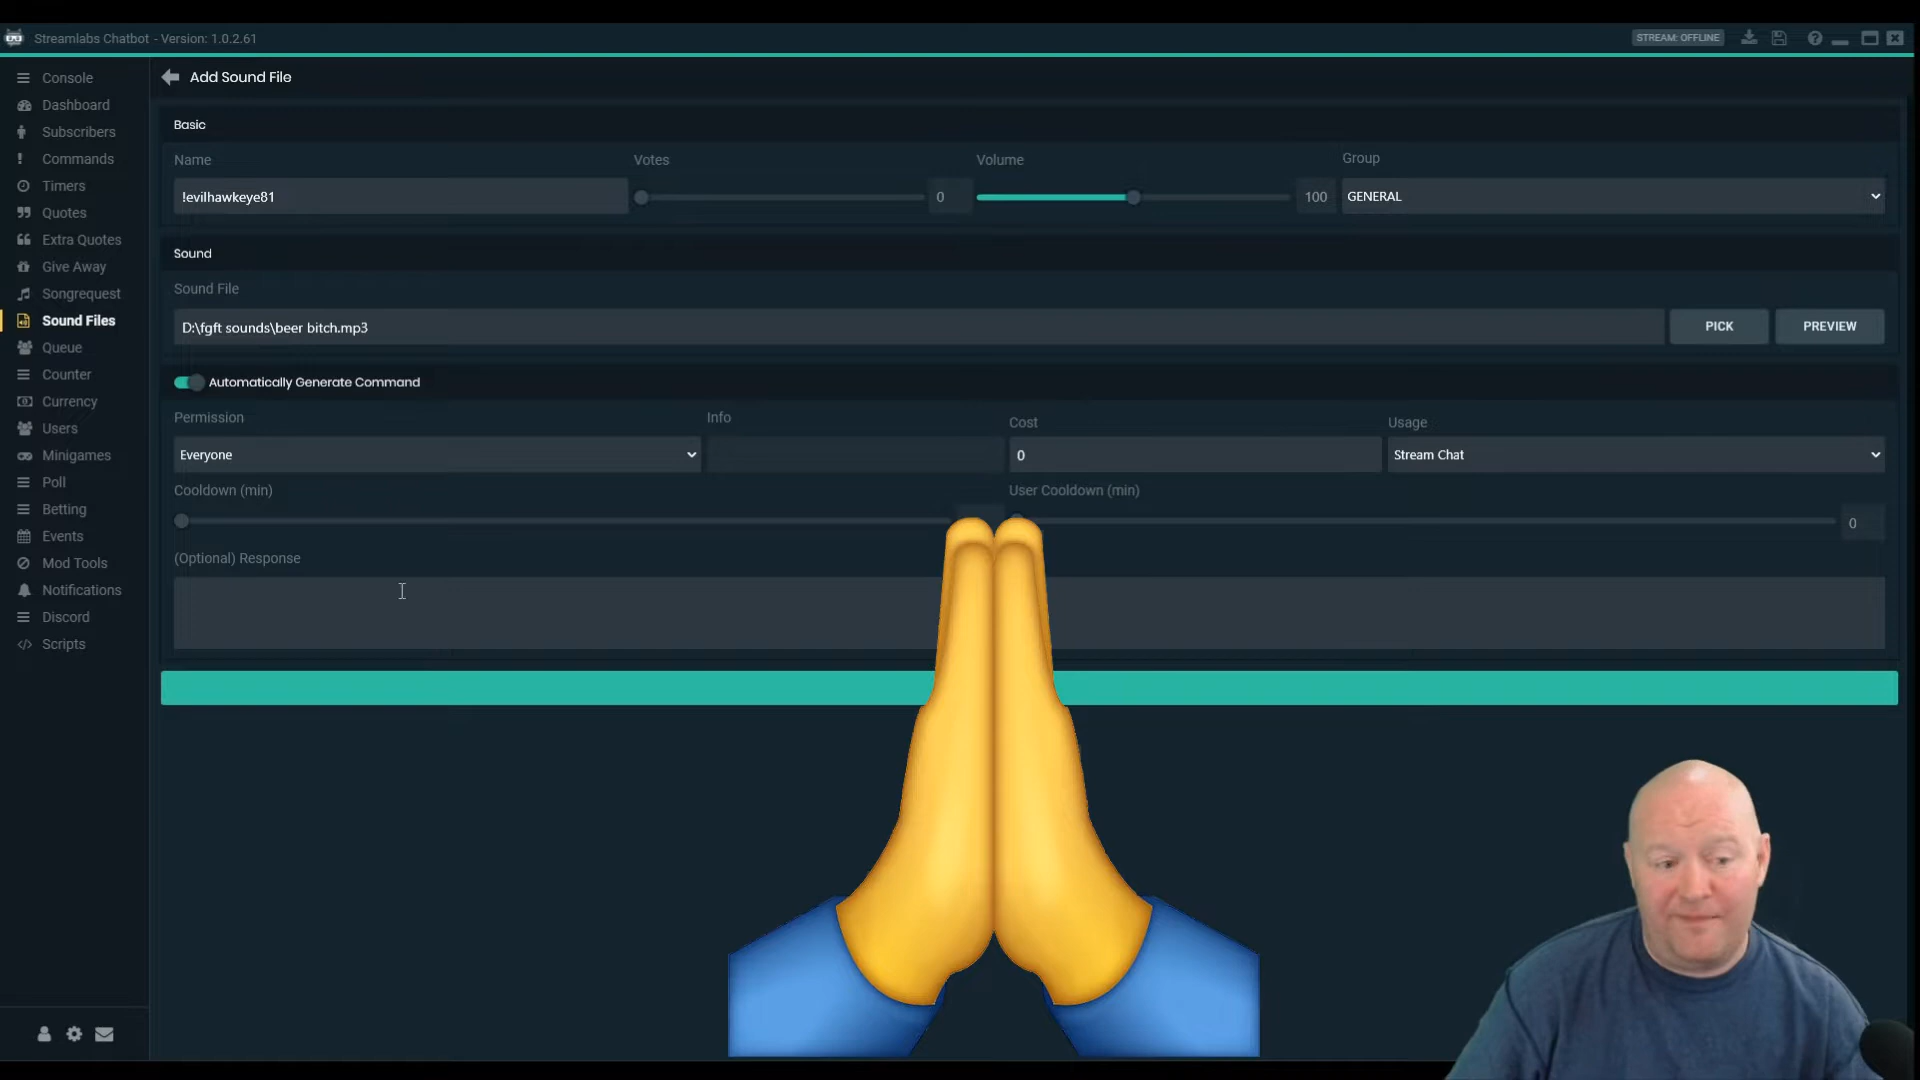 Streamlabs Chatbot - Version: 1.0.2.61
STREAM: OFFLINE
Console
Dashboard
Subscribers
Commands
Timers
Quotes
Extra Quotes
Give Away
Songrequest
Sound Files
Queue
Counter
Currency
Users
Minigames
Poll
Betting
Events
Mod Tools
Notifications
Discord
Scripts
Add Sound File
Basic
Name Votes Volume Group
!evilhawkeye81 0 100 GENERAL
Sound
Sound File
D:\fgft sounds\beer bitch.mp3 PICK PREVIEW
Automatically Generate Command
Permission Info Cost Usage
Everyone 0 Stream Chat
Cooldown (min) User Cooldown (min)
0
(Optional) Response